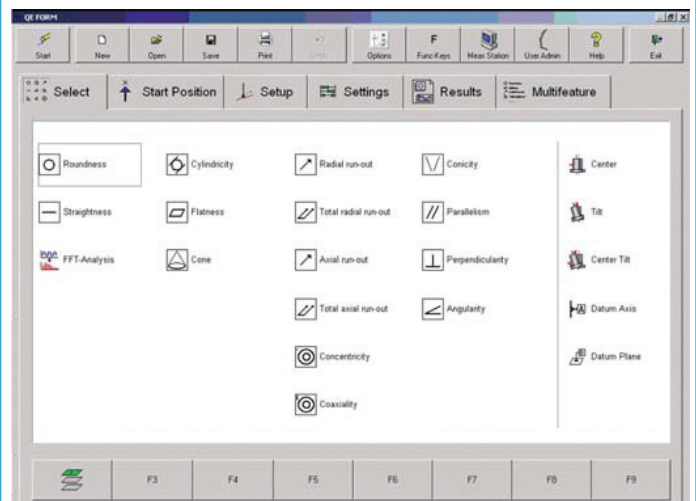 QE FORM
Start New Open Save Print Undo Options Func-Keys Meas Station User Admin Help Exit
Select Start Position Setup Settings Results Multifeature
Roundness Cylindricity Radial run-out Conicity Center
Straightness Flatness Total radial run-out Parallelism Tilt
FFT-Analysis Cone Axial run-out Perpendicularity Center Tilt
Total axial run-out Angularity Datum Axis
Concentricity Datum Plane
Coaxiality
F3 F4 F5 F6 F7 F8 F9